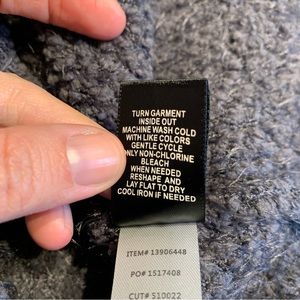 TURN GARMENT
INSIDE OUT
MACHINE WASH COLD
WITH LIKE COLORS
GENTLE CYCLE
ONLY NON-CHLORINE
BLEACH
WHEN NEEDED
RESHAPE AND
LAY FLAT TO DRY
COOL IRON IF NEEDED
ITEM# 13906448
PO# 1517408
CUT# 510022